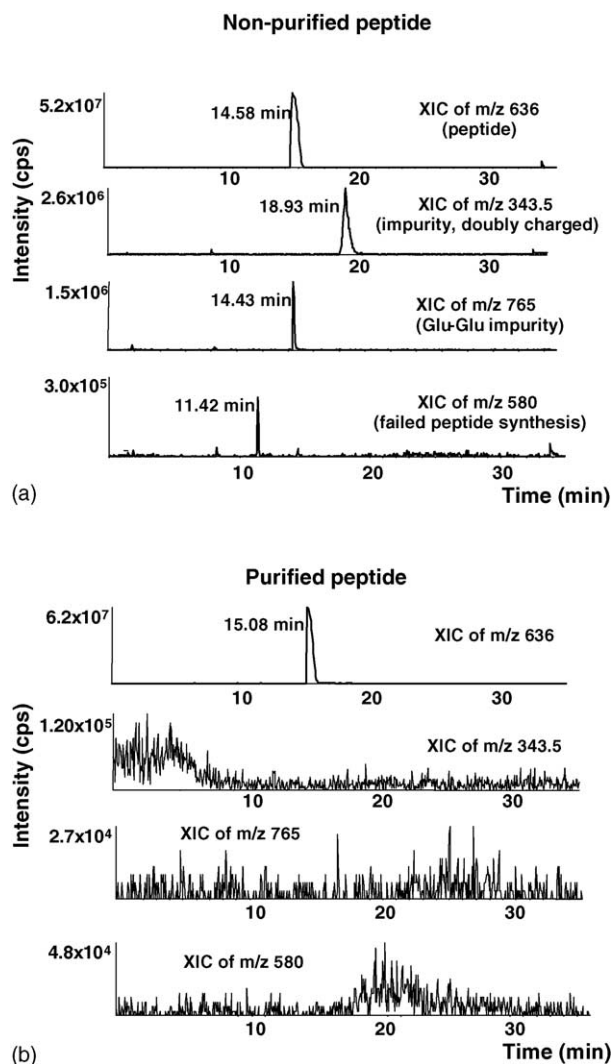 Non-purified peptide
Intensity (cps)
5.2x10⁷
14.58 min
XIC of m/z 636
(peptide)
10 20 30
2.6x10⁶
18.93 min
XIC of m/z 343.5
(impurity, doubly charged)
10 20 30
1.5x10⁶
14.43 min
XIC of m/z 765
(Glu-Glu impurity)
10 20 30
3.0x10⁵
11.42 min
XIC of m/z 580
(failed peptide synthesis)
10 20 30
(a)
Time (min)
Purified peptide
Intensity (cps)
6.2x10⁷
15.08 min
XIC of m/z 636
10 20 30
1.20x10⁵
XIC of m/z 343.5
10 20 30
2.7x10⁴
XIC of m/z 765
10 20 30
4.8x10⁴
XIC of m/z 580
10 20 30
(b)
Time (min)